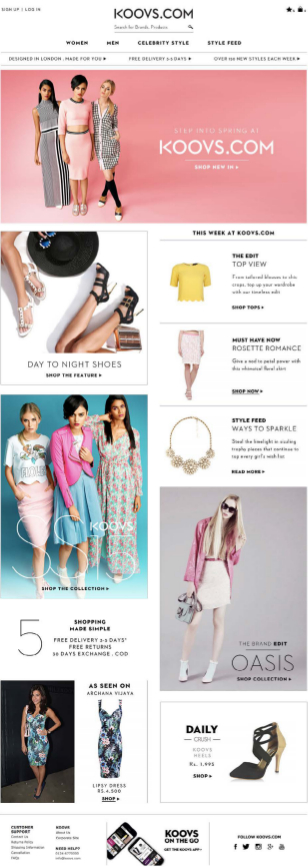 SIGN UP | LOG IN
KOOVS.COM
Search for Brands, Products
WOMEN MEN CELEBRITY STYLE STYLE FEED
DESIGNED IN LONDON , MADE FOR YOU ▸ FREE DELIVERY 2-3 DAYS ▸ OVER 150 NEW STYLES EACH WEEK ▸
STEP INTO SPRING AT
KOOVS.COM
SHOP NEW IN ▸
THIS WEEK AT KOOVS.COM
THE EDIT
TOP VIEW
From tailored blouses to chic
crops, top up your wardrobe
with our timeless edit
SHOP TOPS ▸
DAY TO NIGHT SHOES
SHOP THE FEATURE ▸
MUST HAVE NOW
ROSETTE ROMANCE
Give a nod to petal power with
this whimsical floral skirt
SHOP NOW ▸
STYLE FEED
WAYS TO SPARKLE
Steal the limelight in sizzling
trophy pieces that continue to
top every girl's wish-list
READ MORE ▸
KOOVS
SHOP THE COLLECTION ▸
THE BRAND EDIT
OASIS
SHOP COLLECTION ▸
5
SHOPPING
MADE SIMPLE
FREE DELIVERY 2-3 DAYS*
FREE RETURNS
30 DAYS EXCHANGE , COD
AS SEEN ON
ARCHANA VIJAYA
LIPSY DRESS
RS.4,500
SHOP ▸
DAILY
CRUSH
KOOVS
HEELS
Rs. 1,995
SHOP ▸
CUSTOMER
SUPPORT
Contact Us
Returns Policy
Shipping Information
Cancellation
FAQs
KOOVS
About Us
Corporate Site
NEED HELP?
KOOVS
ON THE GO
GET THE KOOVS APP ▸
FOLLOW KOOVS.COM